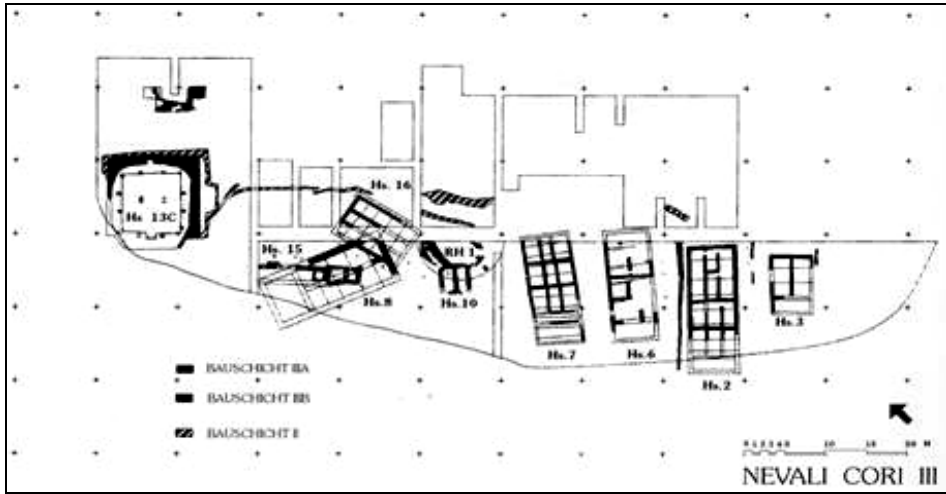 Hs. 16
Hs 13C
Hs. 15
RH 1
Hs.8
Hs.10
Hs.7
Hs.6
Hs.3
Hs.2
BAUSCHICHT IIIA
BAUSCHICHT IIIB
BAUSCHICHT II
10 20 M
NEVALI CORI III